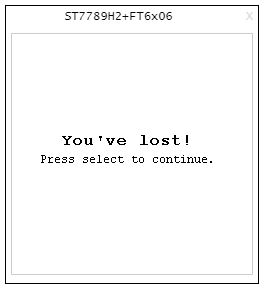 ST7789H2+FT6x06 X
You've lost!
Press select to continue.